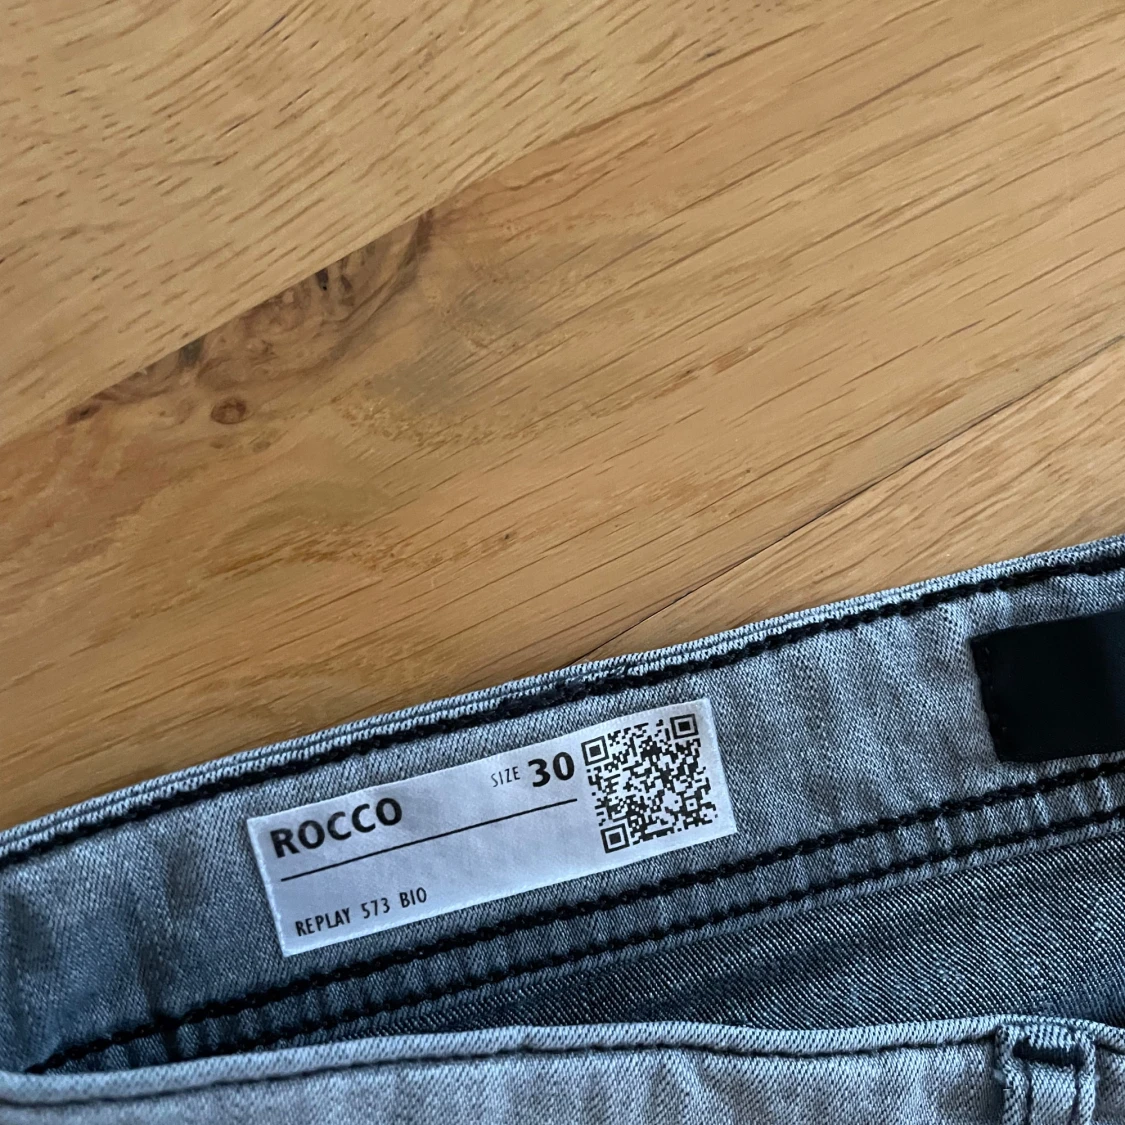 ROCCO SIZE 30
REPLAY 573 BIO